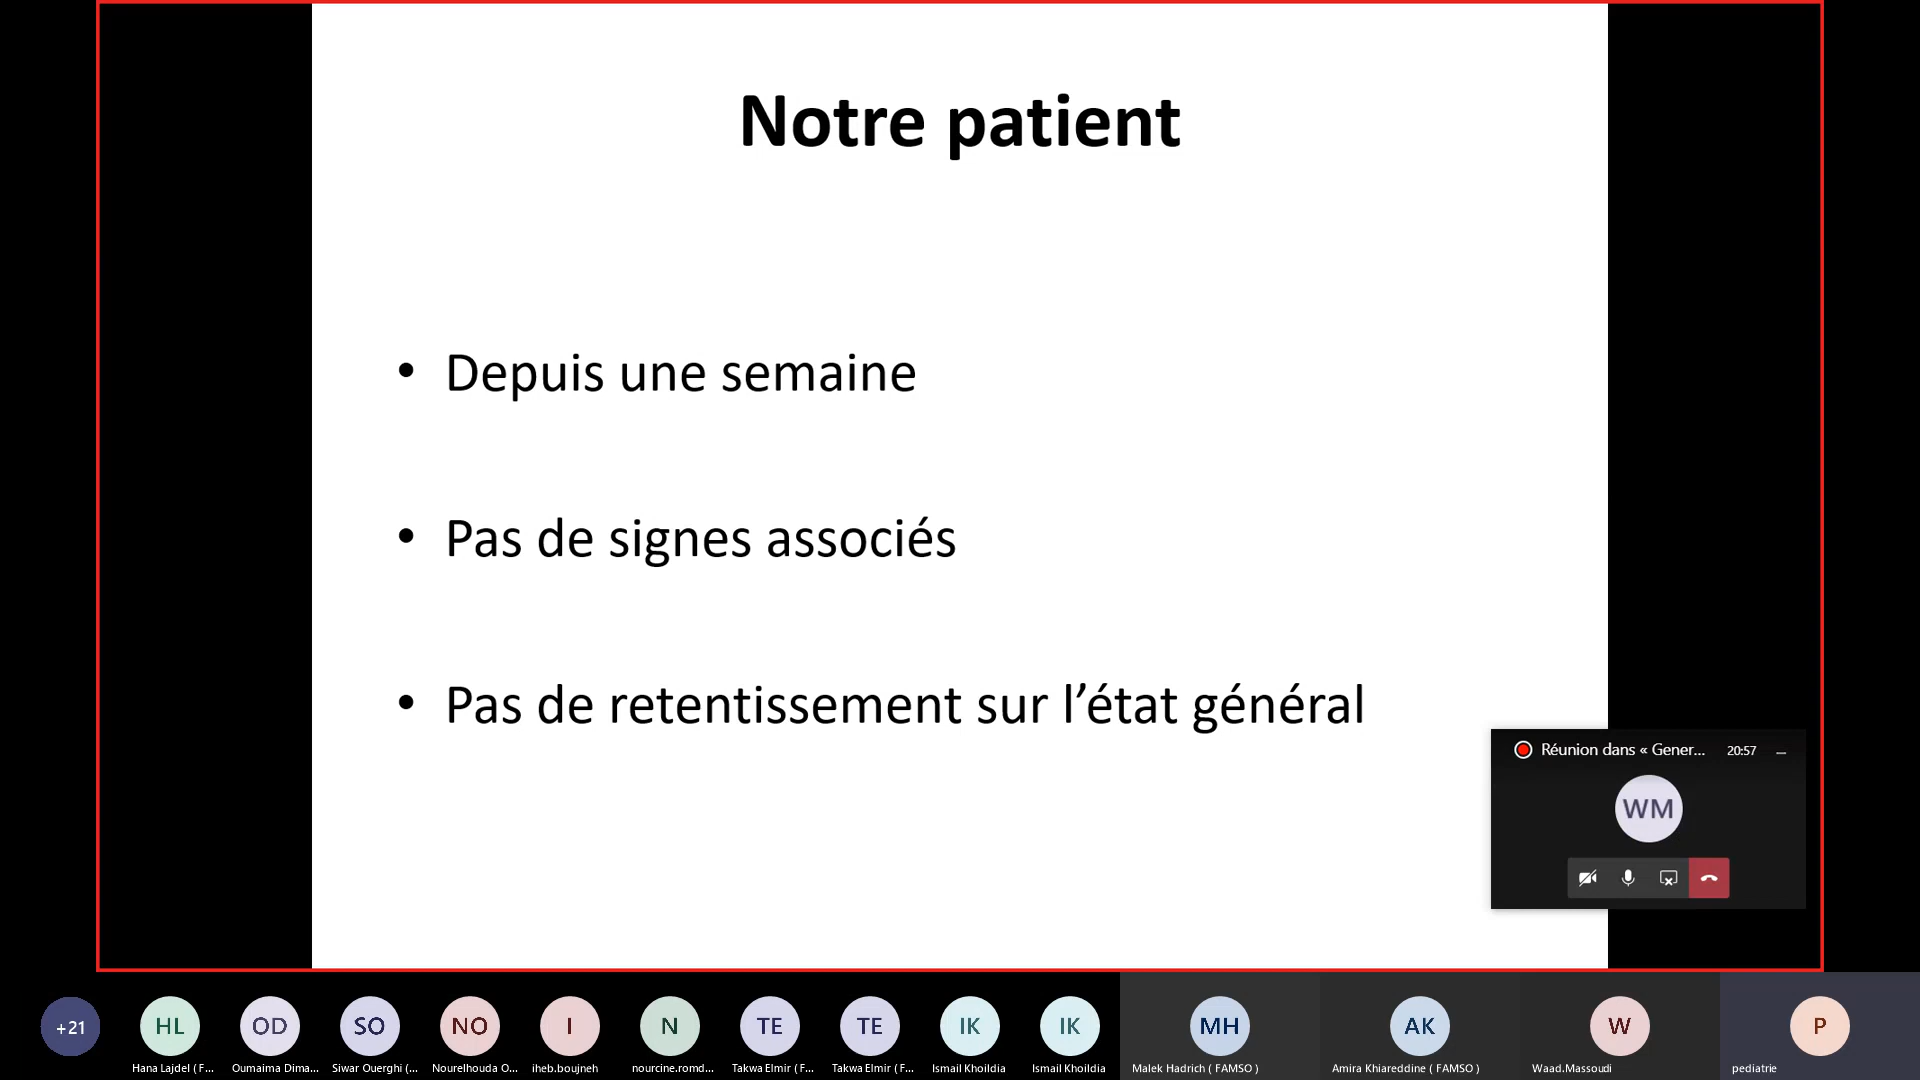 Notre patient
• Depuis une semaine
• Pas de signes associés
• Pas de retentissement sur l’état général
Réunion dans « Gener... 20:57
WM
+21 HL OD SO NO I N TE TE IK IK MH AK W P
Hana Lajdel ( F... Oumaima Dima... Siwar Ouerghi (... Nourelhouda O... iheb.boujneh nourcine.romd... Takwa Elmir ( F... Takwa Elmir ( F... Ismail Khoildia Ismail Khoildia Malek Hadrich ( FAMSO ) Amira Khiareddine ( FAMSO ) Waad.Massoudi pediatrie